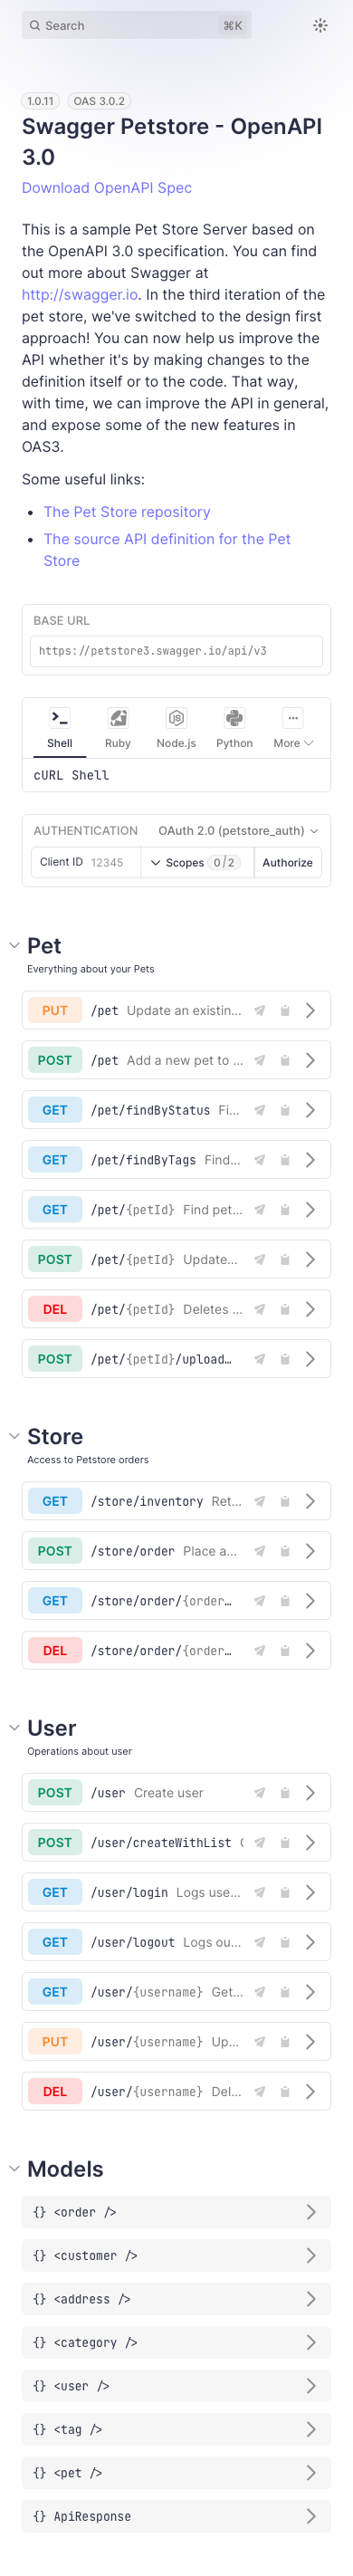 Search ⌘K
1.0.11 OAS 3.0.2
Swagger Petstore - OpenAPI
3.0
Download OpenAPI Spec
This is a sample Pet Store Server based on
the OpenAPI 3.0 specification. You can find
out more about Swagger at
http://swagger.io. In the third iteration of the
pet store, we've switched to the design first
approach! You can now help us improve the
API whether it's by making changes to the
definition itself or to the code. That way,
with time, we can improve the API in general,
and expose some of the new features in
OAS3.
Some useful links:
• The Pet Store repository
• The source API definition for the Pet
Store
BASE URL
https://petstore3.swagger.io/api/v3
Shell Ruby Node.js Python More
cURL Shell
AUTHENTICATION OAuth 2.0 (petstore_auth)
Client ID 12345 Scopes 0/2 Authorize
Pet
Everything about your Pets
PUT /pet Update an existin...
POST /pet Add a new pet to ...
GET /pet/findByStatus Fi...
GET /pet/findByTags Find...
GET /pet/{petId} Find pet...
POST /pet/{petId} Update...
DEL /pet/{petId} Deletes ...
POST /pet/{petId}/upload…
Store
Access to Petstore orders
GET /store/inventory Ret...
POST /store/order Place a...
GET /store/order/{order…
DEL /store/order/{order…
User
Operations about user
POST /user Create user
POST /user/createWithList
GET /user/login Logs use...
GET /user/logout Logs ou...
GET /user/{username} Get...
PUT /user/{username} Up...
DEL /user/{username} Del...
Models
{} <order />
{} <customer />
{} <address />
{} <category />
{} <user />
{} <tag />
{} <pet />
{} ApiResponse